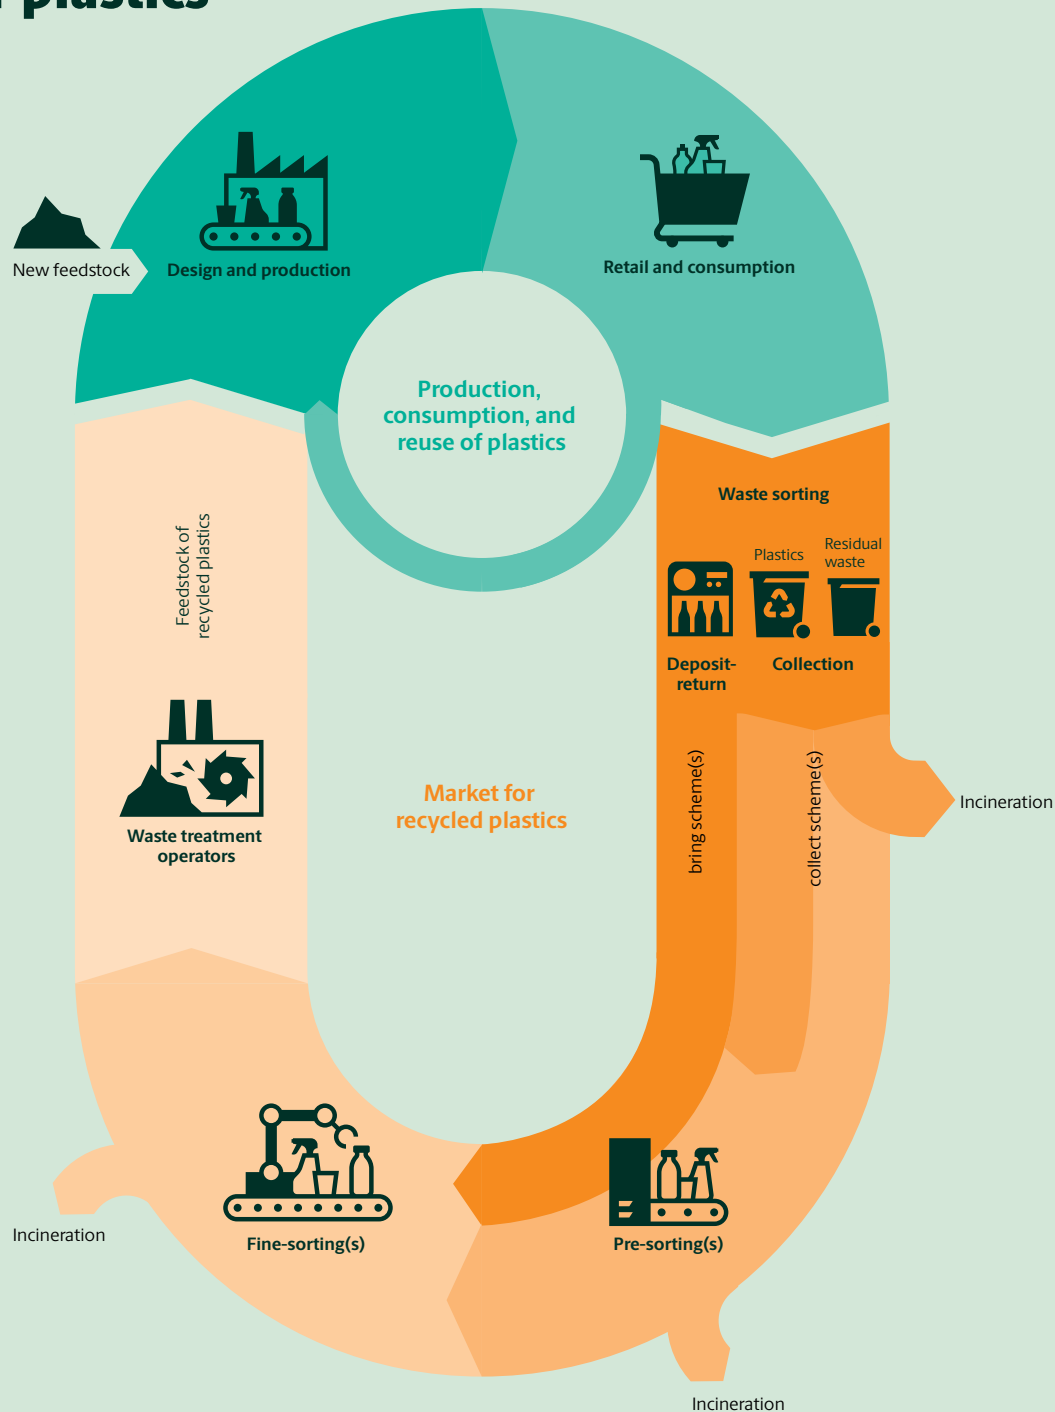 plastics
New feedstock
Design and production
Retail and consumption
Production,
consumption, and
reuse of plastics
Waste sorting
Plastics
Residual
waste
Deposit-
return
Collection
Feedstock of
recycled plastics
Waste treatment
operators
Market for
recycled plastics
bring scheme(s)
collect scheme(s)
Incineration
Incineration
Fine-sorting(s)
Pre-sorting(s)
Incineration